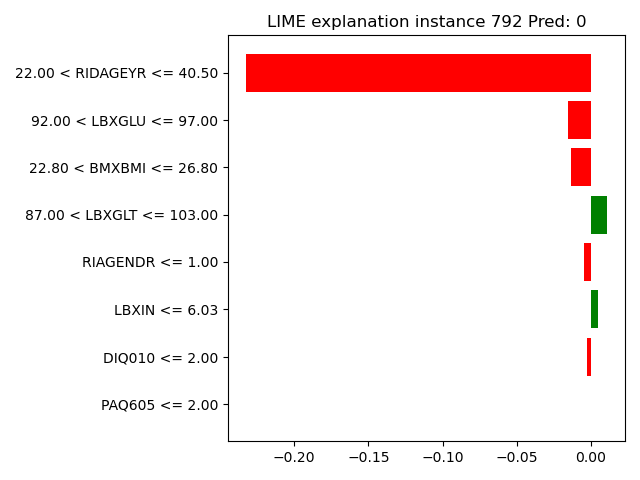 LIME explanation instance 792 Pred: 0
22.00 < RIDAGEYR <= 40.50
92.00 < LBXGLU <= 97.00
22.80 < BMXBMI <= 26.80
87.00 < LBXGLT <= 103.00
RIAGENDR <= 1.00
LBXIN <= 6.03
DIQ010 <= 2.00
PAQ605 <= 2.00
−0.20 −0.15 −0.10 −0.05 0.00